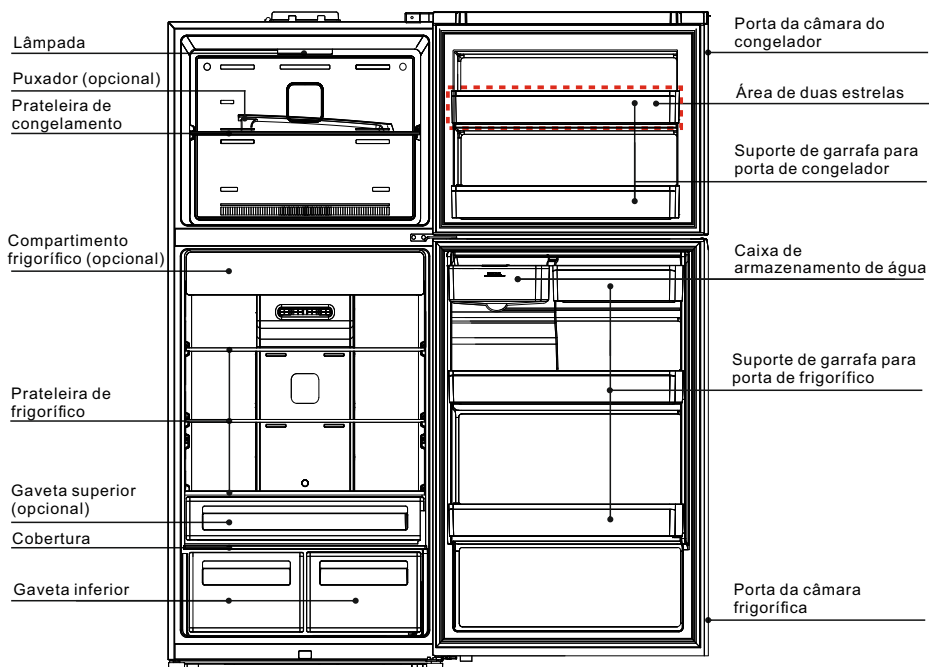 Lâmpada
Puxador (opcional)
Prateleira de
congelamento
Compartimento
frigorífico (opcional)
Prateleira de
frigorífico
Gaveta superior
(opcional)
Cobertura
Gaveta inferior
Porta da câmara do
congelador
Área de duas estrelas
Suporte de garrafa para
porta de congelador
Caixa de
armazenamento de água
Suporte de garrafa para
porta de frigorífico
Porta da câmara
frigorífica